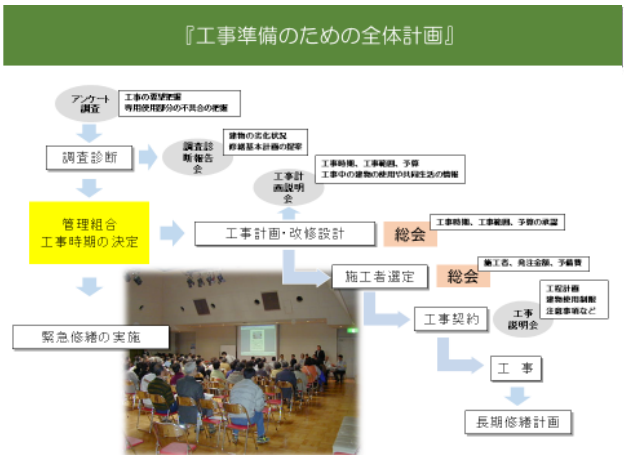 『工事準備のための全体計画』
アンケート
調査
工事の要望把握
専用使用部分の不具合の把握
調査診断
調査診
断報告
会
建物の劣化状況
修繕基本計画の提案
工事計
画説明
会
工事時期、工事範囲、予算
工事中の建物の使用や共同生活の情報
管理組合
工事時期の決定
工事計画・改修設計
総会
工事時期、工事範囲、予算の承認
施工者選定
総会
施工者、発注金額、予備費
緊急修繕の実施
工事契約
工事
説明会
工程計画
建物使用制限
注意事項など
工 事
長期修繕計画